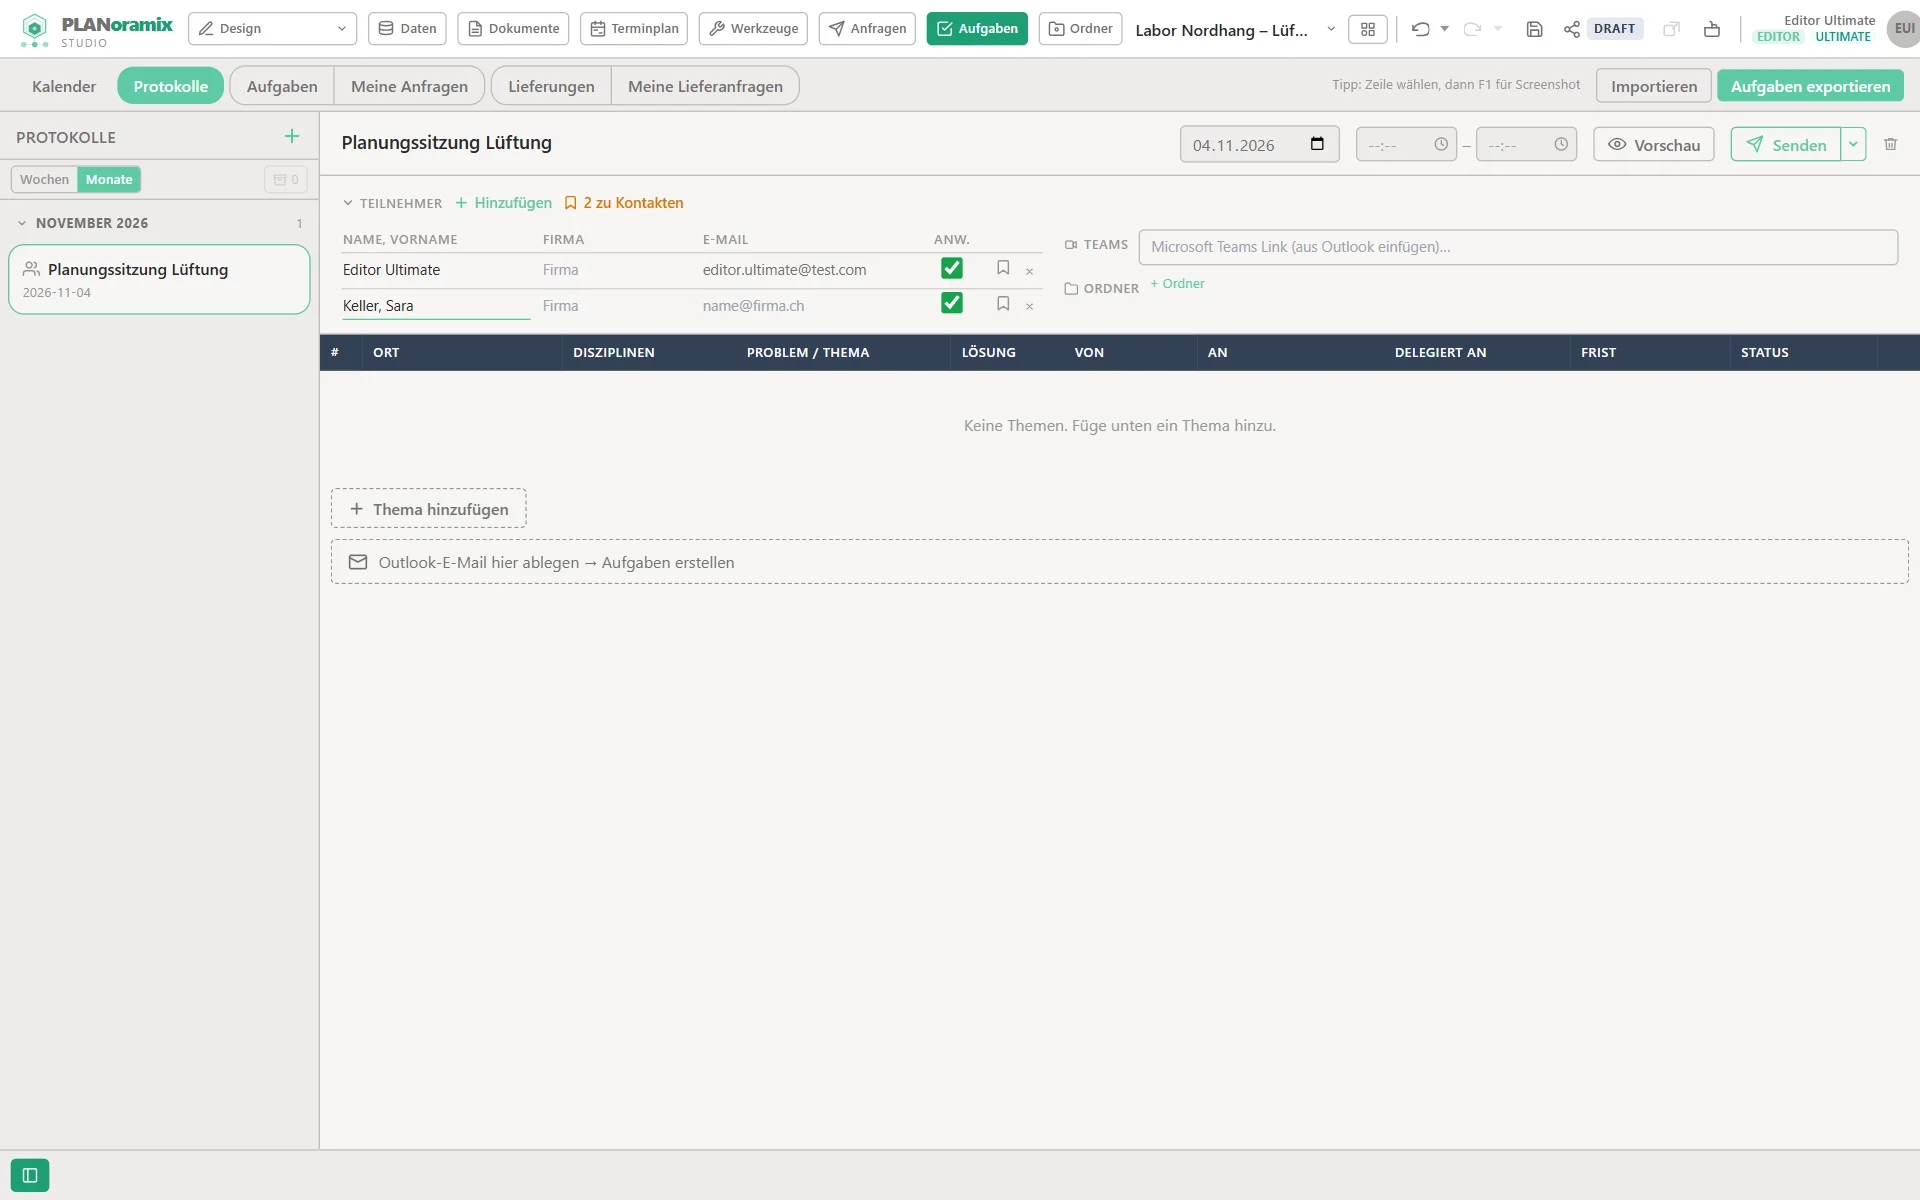 PLANoramix
STUDIO
Design
Daten
Dokumente
Terminplan
Werkzeuge
Anfragen
Aufgaben
Ordner
Labor Nordhang – Lüf...
DRAFT
Editor Ultimate
EDITOR ULTIMATE
EUI
Kalender
Protokolle
Aufgaben
Meine Anfragen
Lieferungen
Meine Lieferanfragen
Tipp: Zeile wählen, dann F1 für Screenshot
Importieren
Aufgaben exportieren
PROTOKOLLE
Wochen
Monate
0
NOVEMBER 2026
1
Planungssitzung Lüftung
2026-11-04
Planungssitzung Lüftung
04.11.2026
--:-- – --:--
Vorschau
Senden
TEILNEHMER
+ Hinzufügen
2 zu Kontakten
NAME, VORNAME FIRMA E-MAIL ANW.
Editor Ultimate Firma editor.ultimate@test.com ×
Keller, Sara Firma name@firma.ch ×
TEAMS
Microsoft Teams Link (aus Outlook einfügen)...
ORDNER
+ Ordner
# ORT DISZIPLINEN PROBLEM / THEMA LÖSUNG VON AN DELEGIERT AN FRIST STATUS
Keine Themen. Füge unten ein Thema hinzu.
+ Thema hinzufügen
Outlook-E-Mail hier ablegen → Aufgaben erstellen